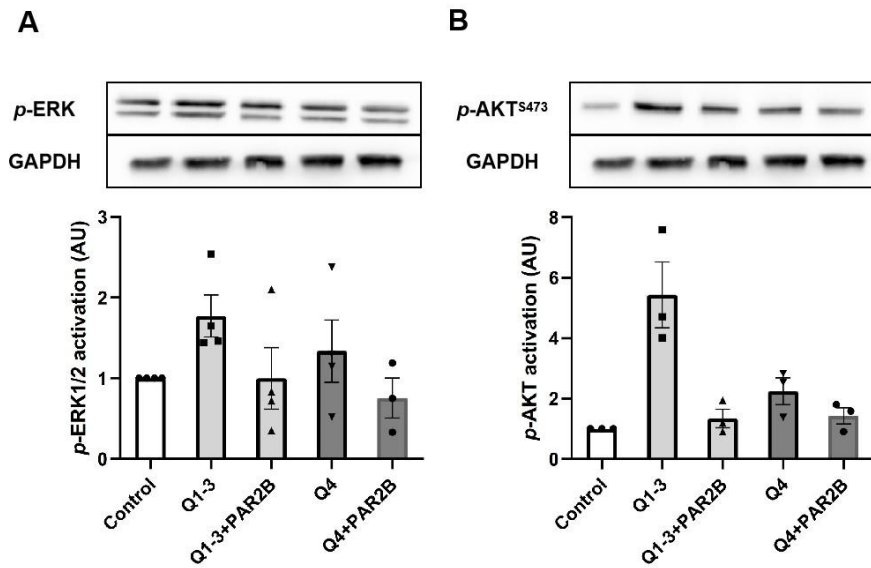 A
p-ERK
GAPDH
p-ERK1/2 activation (AU)
3
2
1
0
Control
Q1-3
Q1-3+PAR2B
Q4
Q4+PAR2B
B
p-AKTS473
GAPDH
p-AKT activation (AU)
8
6
4
2
0
Control
Q1-3
Q1-3+PAR2B
Q4
Q4+PAR2B